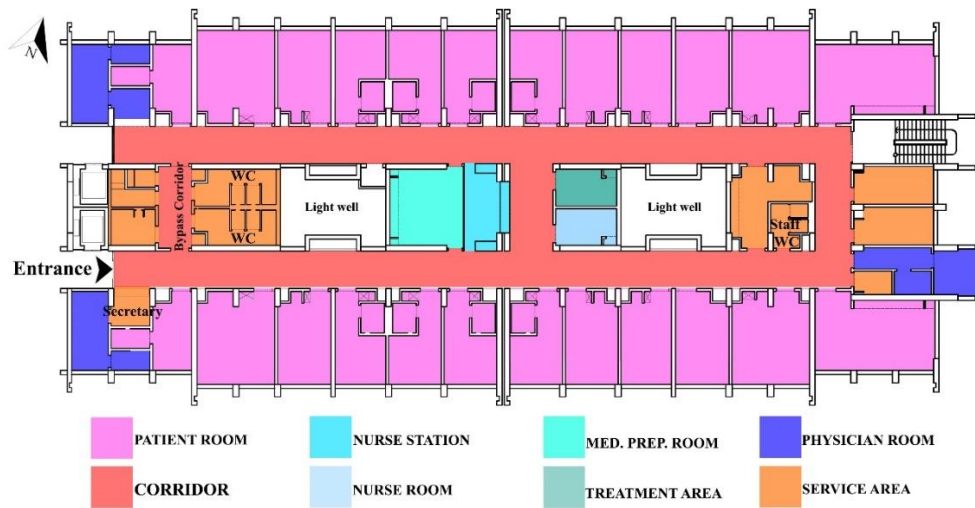 N
WC
Bypass Corridor
Light well
Light well
WC
Staff
WC
Entrance
Secretary
PATIENT ROOM
NURSE STATION
MED. PREP. ROOM
PHYSICIAN ROOM
CORRIDOR
NURSE ROOM
TREATMENT AREA
SERVICE AREA